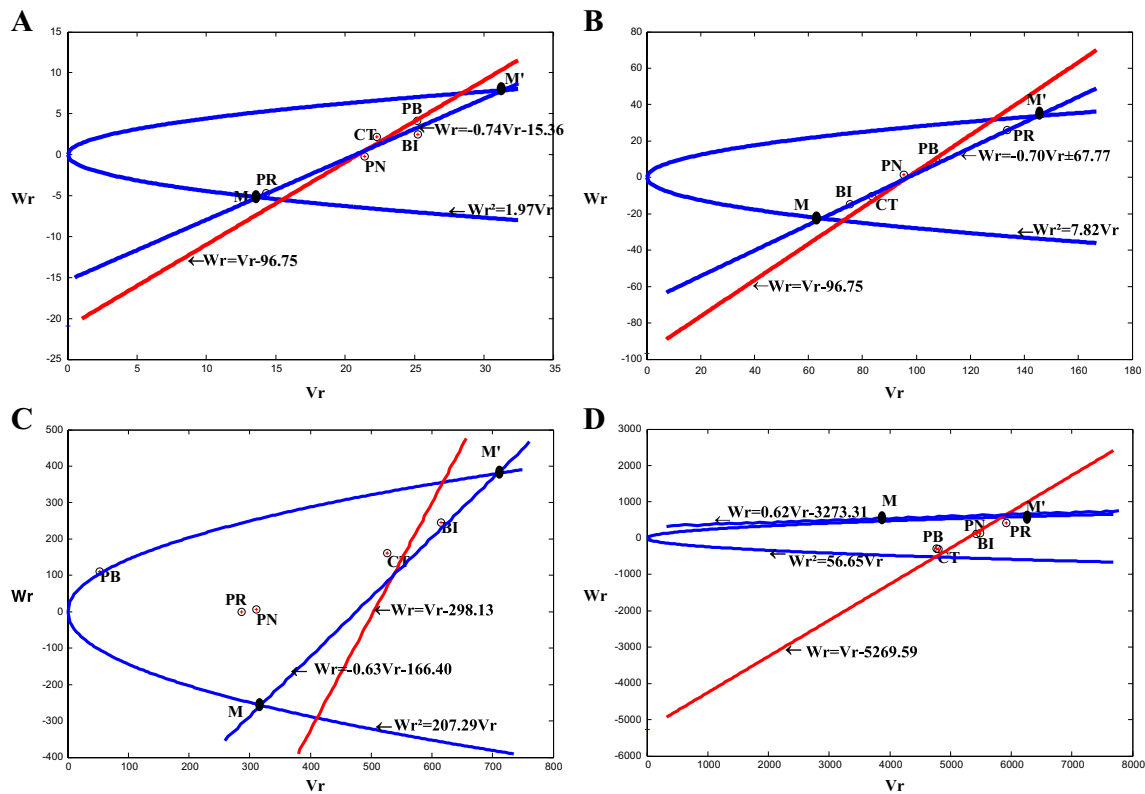 A
15
10
5
0
-5
-10
-15
-20
-25
Wr
0 5 10 15 20 25 30 35
Vr
M'
PB
CT
Wr=-0.74Vr-15.36
BI
PN
PR
M
Wr²=1.97Vr
Wr=Vr-96.75
B
80
60
40
20
0
-20
-40
-60
-80
-100
Wr
0 20 40 60 80 100 120 140 160 180
Vr
M'
PR
PB
Wr=-0.70Vr±67.77
PN
BI
CT
M
Wr²=7.82Vr
Wr=Vr-96.75
C
500
400
300
200
100
0
-100
-200
-300
-400
Wr
0 100 200 300 400 500 600 700 800
Vr
M'
BI
CT
PB
PR
PN
Wr=Vr-298.13
Wr=-0.63Vr-166.40
M
Wr²=207.29Vr
D
3000
2000
1000
0
-1000
-2000
-3000
-4000
-5000
-6000
Wr
0 1000 2000 3000 4000 5000 6000 7000 8000
Vr
M
M'
Wr=0.62Vr-3273.31
PN
PR
PB
BI
CT
Wr²=56.65Vr
Wr=Vr-5269.59